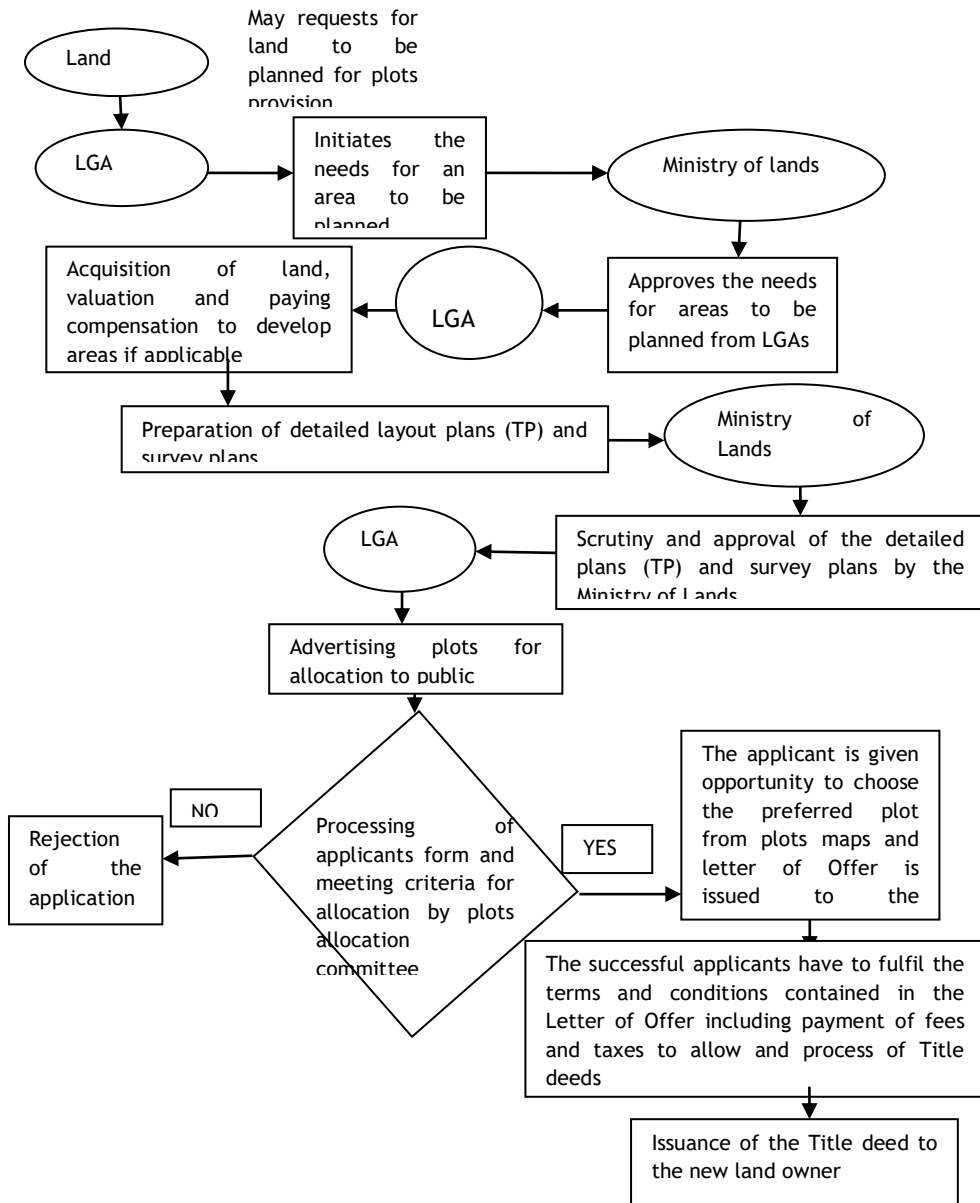 May requests for
land to be
planned for plots
provision
Land
LGA
Initiates the
needs for an
area to be
planned
Ministry of lands
Approves the needs
for areas to be
planned from LGAs
LGA
Acquisition of land,
valuation and paying
compensation to develop
areas if applicable
Preparation of detailed layout plans (TP) and
survey plans
Ministry of
Lands
Scrutiny and approval of the detailed
plans (TP) and survey plans by the
Ministry of Lands
LGA
Advertising plots for
allocation to public
Processing of
applicants form and
meeting criteria for
allocation by plots
allocation
committee
NO
Rejection
of the
application
YES
The applicant is given
opportunity to choose
the preferred plot
from plots maps and
letter of Offer is
issued to the
The successful applicants have to fulfil the
terms and conditions contained in the
Letter of Offer including payment of fees
and taxes to allow and process of Title
deeds
Issuance of the Title deed to
the new land owner